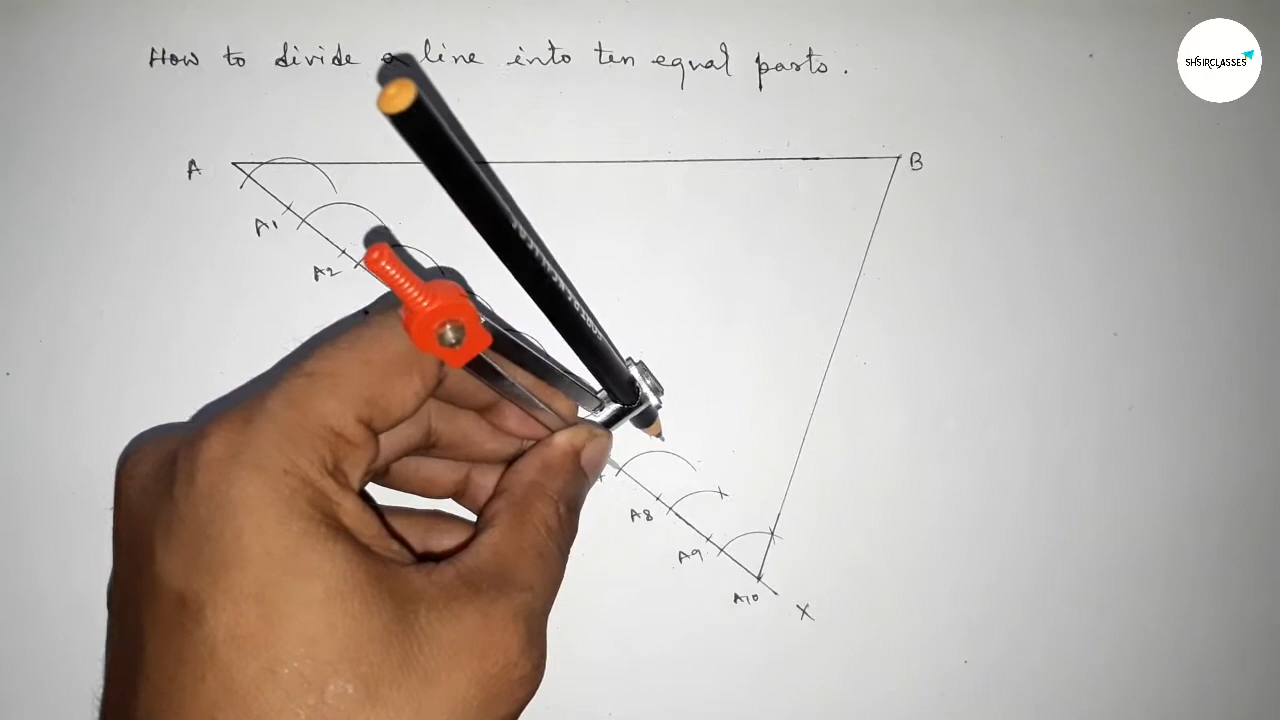 How to divide a line into ten equal parts.
SHSIRCLASSES
A
B
A1
A2
A8
A9
A10
X